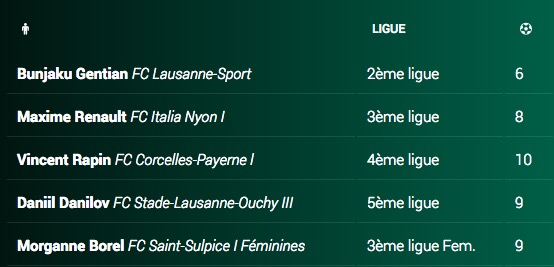 LIGUE
Bunjaku Gentian FC Lausanne-Sport 2ème ligue 6
Maxime Renault FC Italia Nyon I 3ème ligue 8
Vincent Rapin FC Corcelles-Payerne I 4ème ligue 10
Daniil Danilov FC Stade-Lausanne-Ouchy III 5ème ligue 9
Morganne Borel FC Saint-Sulpice I Féminines 3ème ligue Fem. 9